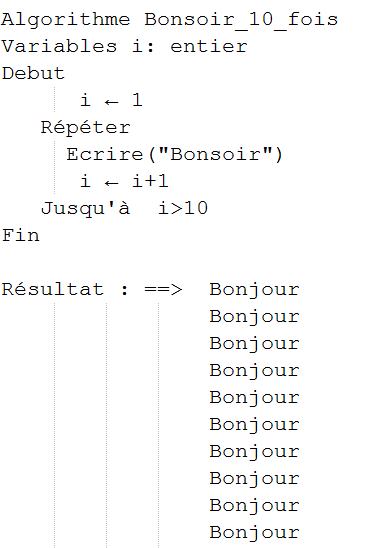 Algorithme Bonsoir_10_fois
Variables i: entier
Debut
i ← 1
Répéter
Ecrire("Bonsoir")
i ← i+1
Jusqu'à i>10
Fin
Résultat : ==> Bonjour
Bonjour
Bonjour
Bonjour
Bonjour
Bonjour
Bonjour
Bonjour
Bonjour
Bonjour